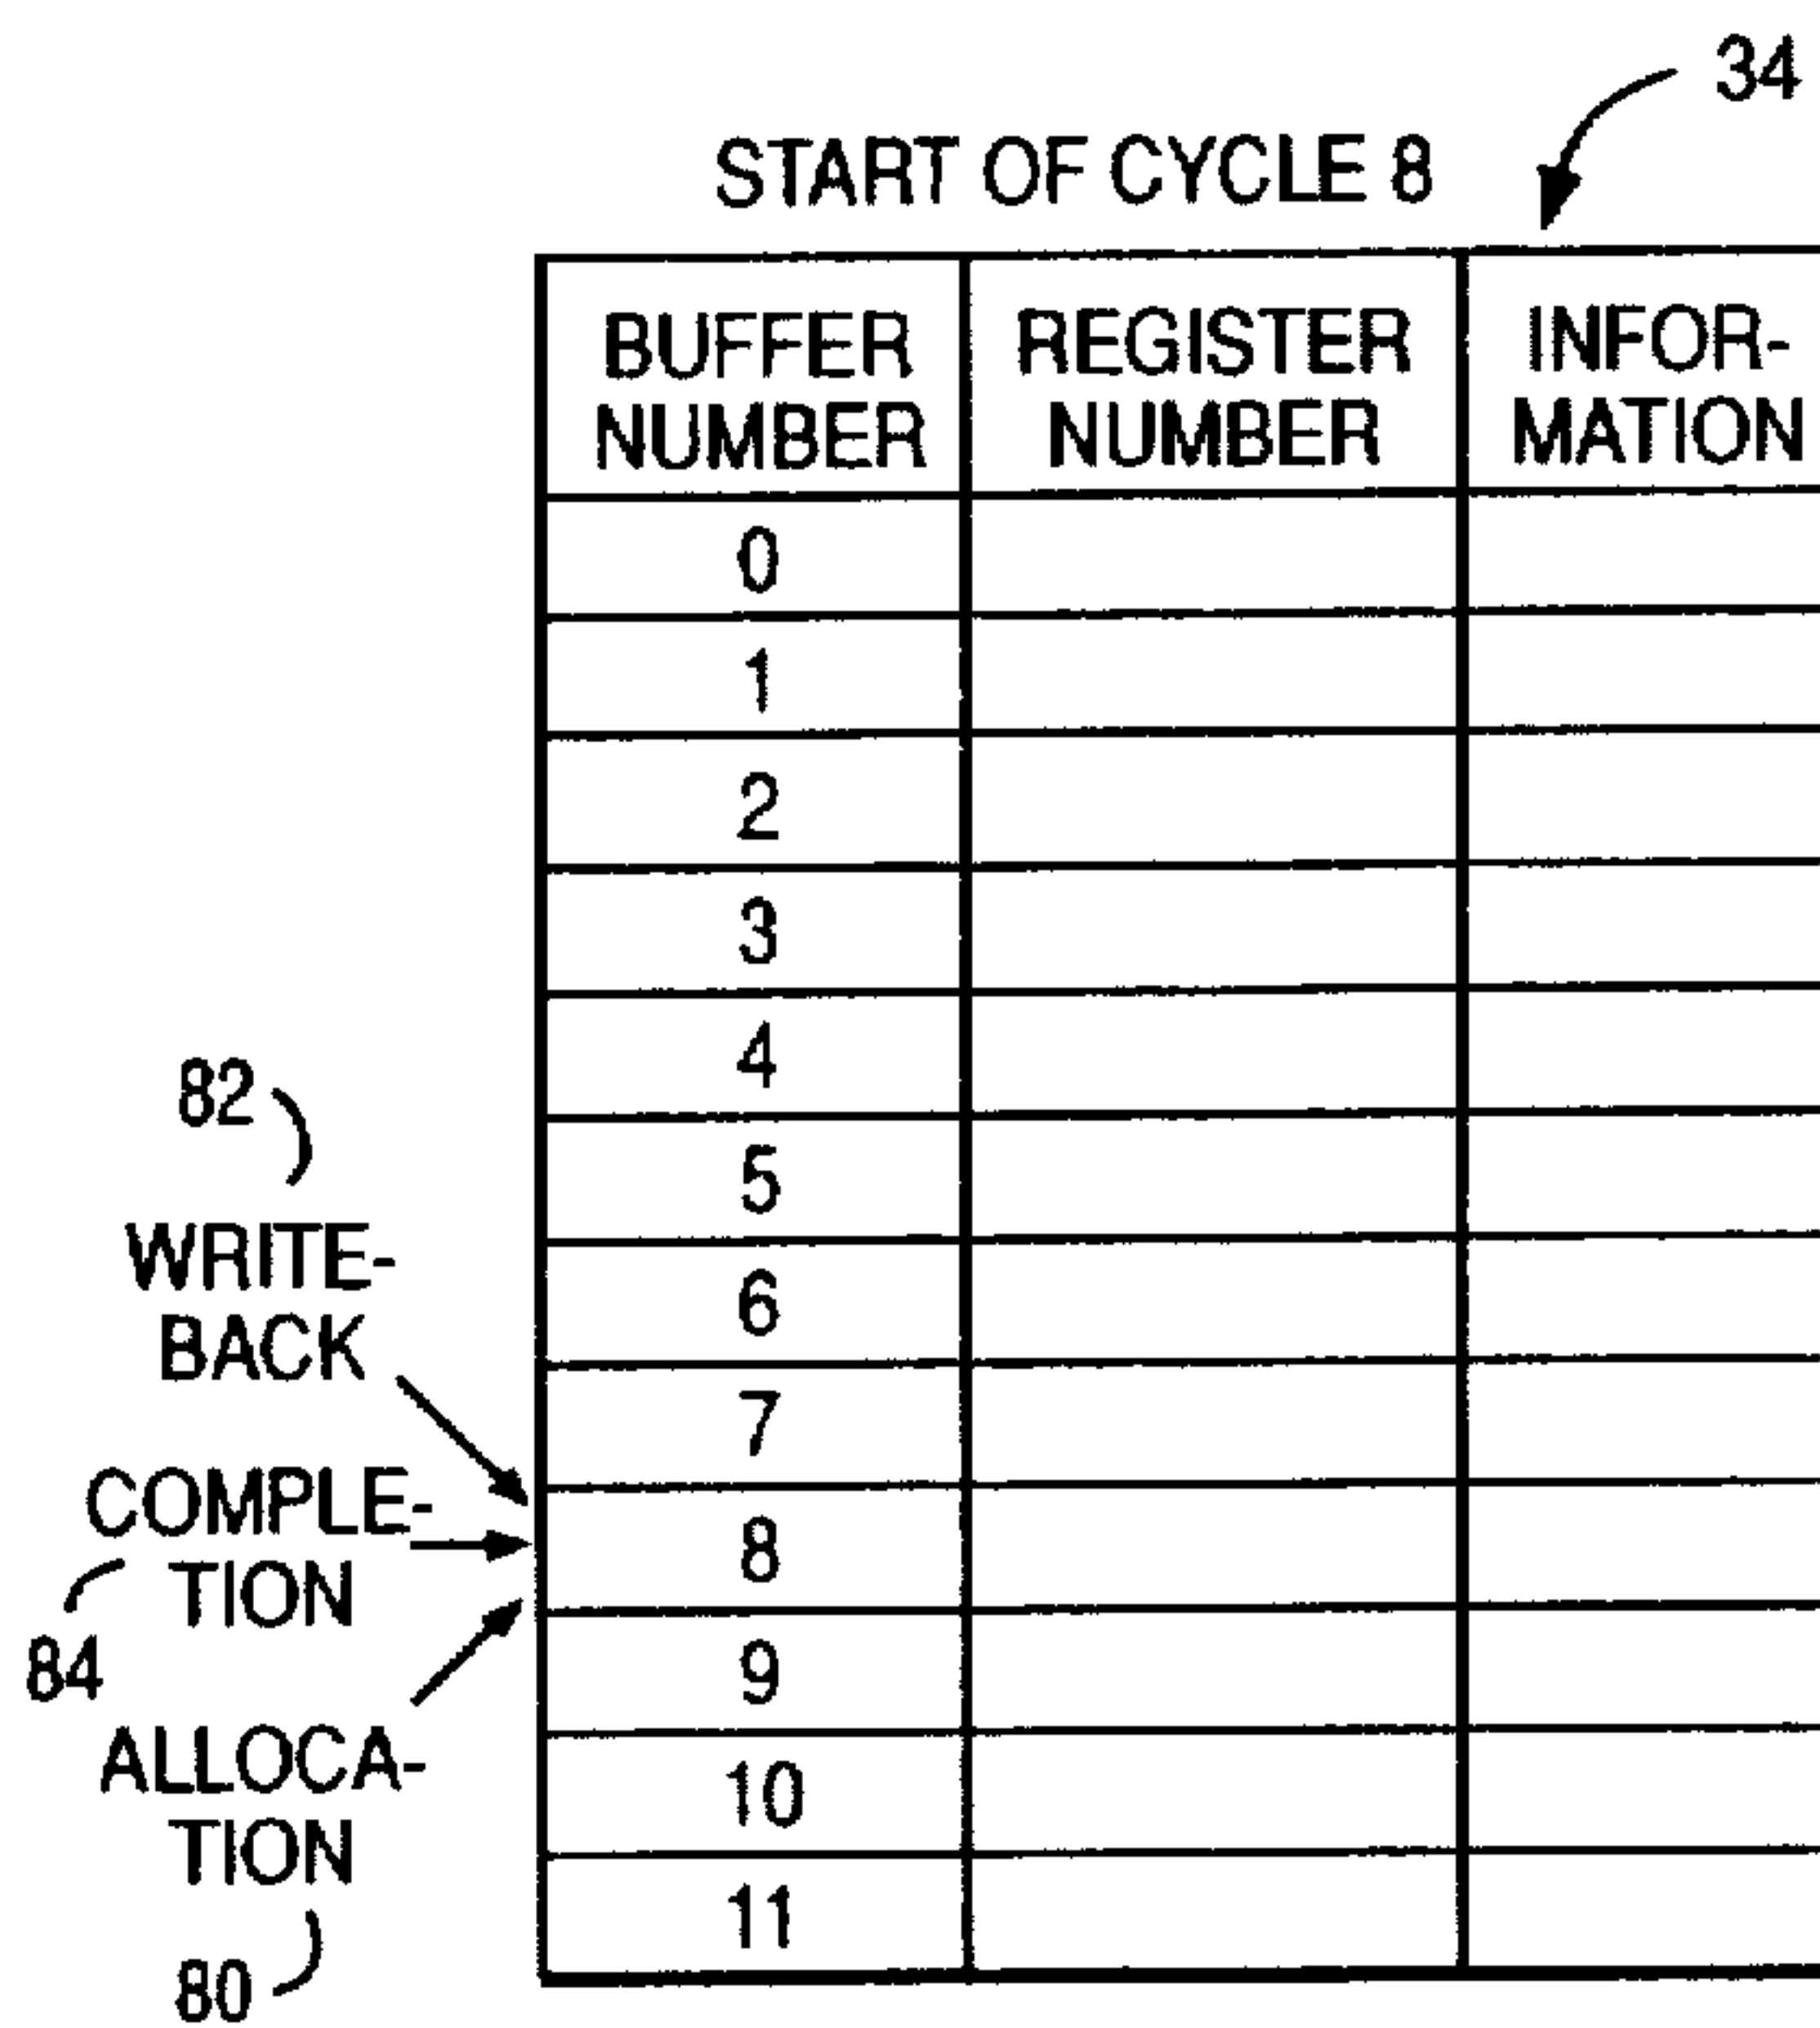 34
START OF CYCLE 8
BUFFER NUMBER REGISTER NUMBER INFOR-MATION
0
1
2
3
4
82
5
WRITE-
6
BACK
7
COMPLE-
8
TION
84
9
ALLOCA-
10
TION
11
80